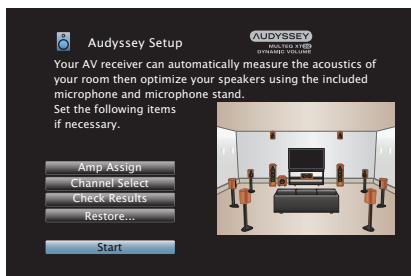 Audyssey Setup
AUDYSSEY
MULTEQ XT32
DYNAMIC VOLUME
Your AV receiver can automatically measure the acoustics of
your room then optimize your speakers using the included
microphone and microphone stand.
Set the following items
if necessary.
Amp Assign
Channel Select
Check Results
Restore...
Start